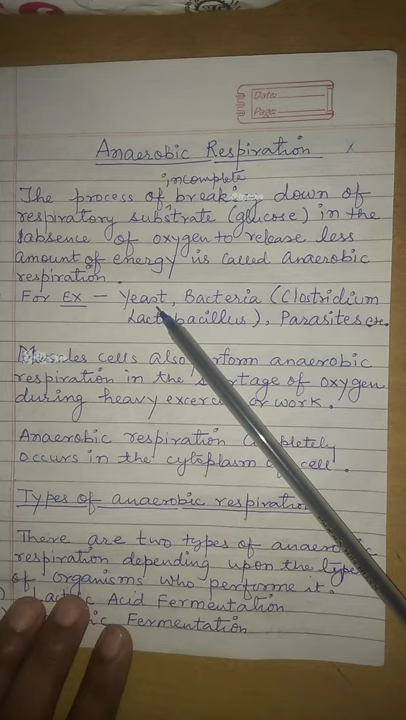 Date
Page
Anaerobic Respiration x
incomplete
The process of breaking down of
respiratory substrate (glucose) in the
absence of oxygen to release less
amount of energy is called anaerobic
respiration.
For Ex - Yeast, Bacteria (Clostridium
Lactobacillus), Parasites etc.
Muscles cells also perform anaerobic
respiration in the shortage of oxygen
during heavy excercise or work.
Anaerobic respiration completely
occurs in the cytoplasm of cell.
Types of anaerobic respiration
There are two types of anaerobic
respiration depending upon the type
of organisms who performe it.
Lactic Acid Fermentation
Fermentation